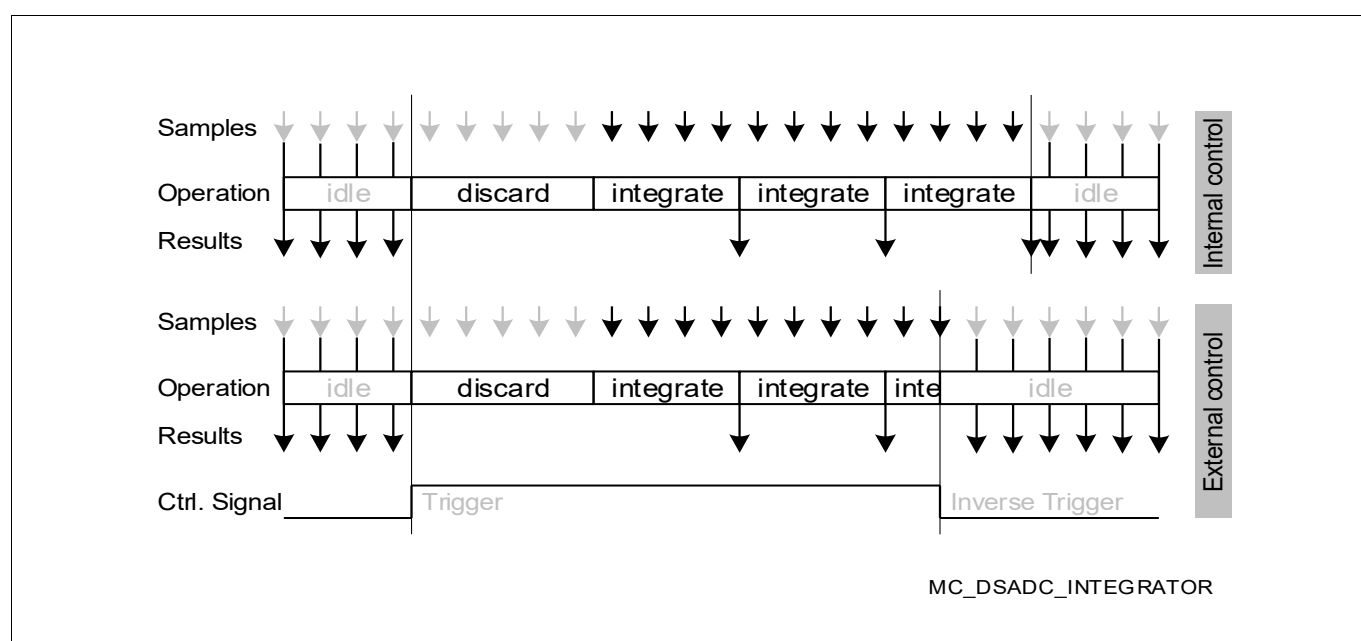 Samples
Operation idle discard integrate integrate integrate idle
Results
Internal control
Samples
Operation idle discard integrate integrate inte idle
Results
External control
Ctrl. Signal Trigger Inverse Trigger
MC_DSADC_INTEGRATOR